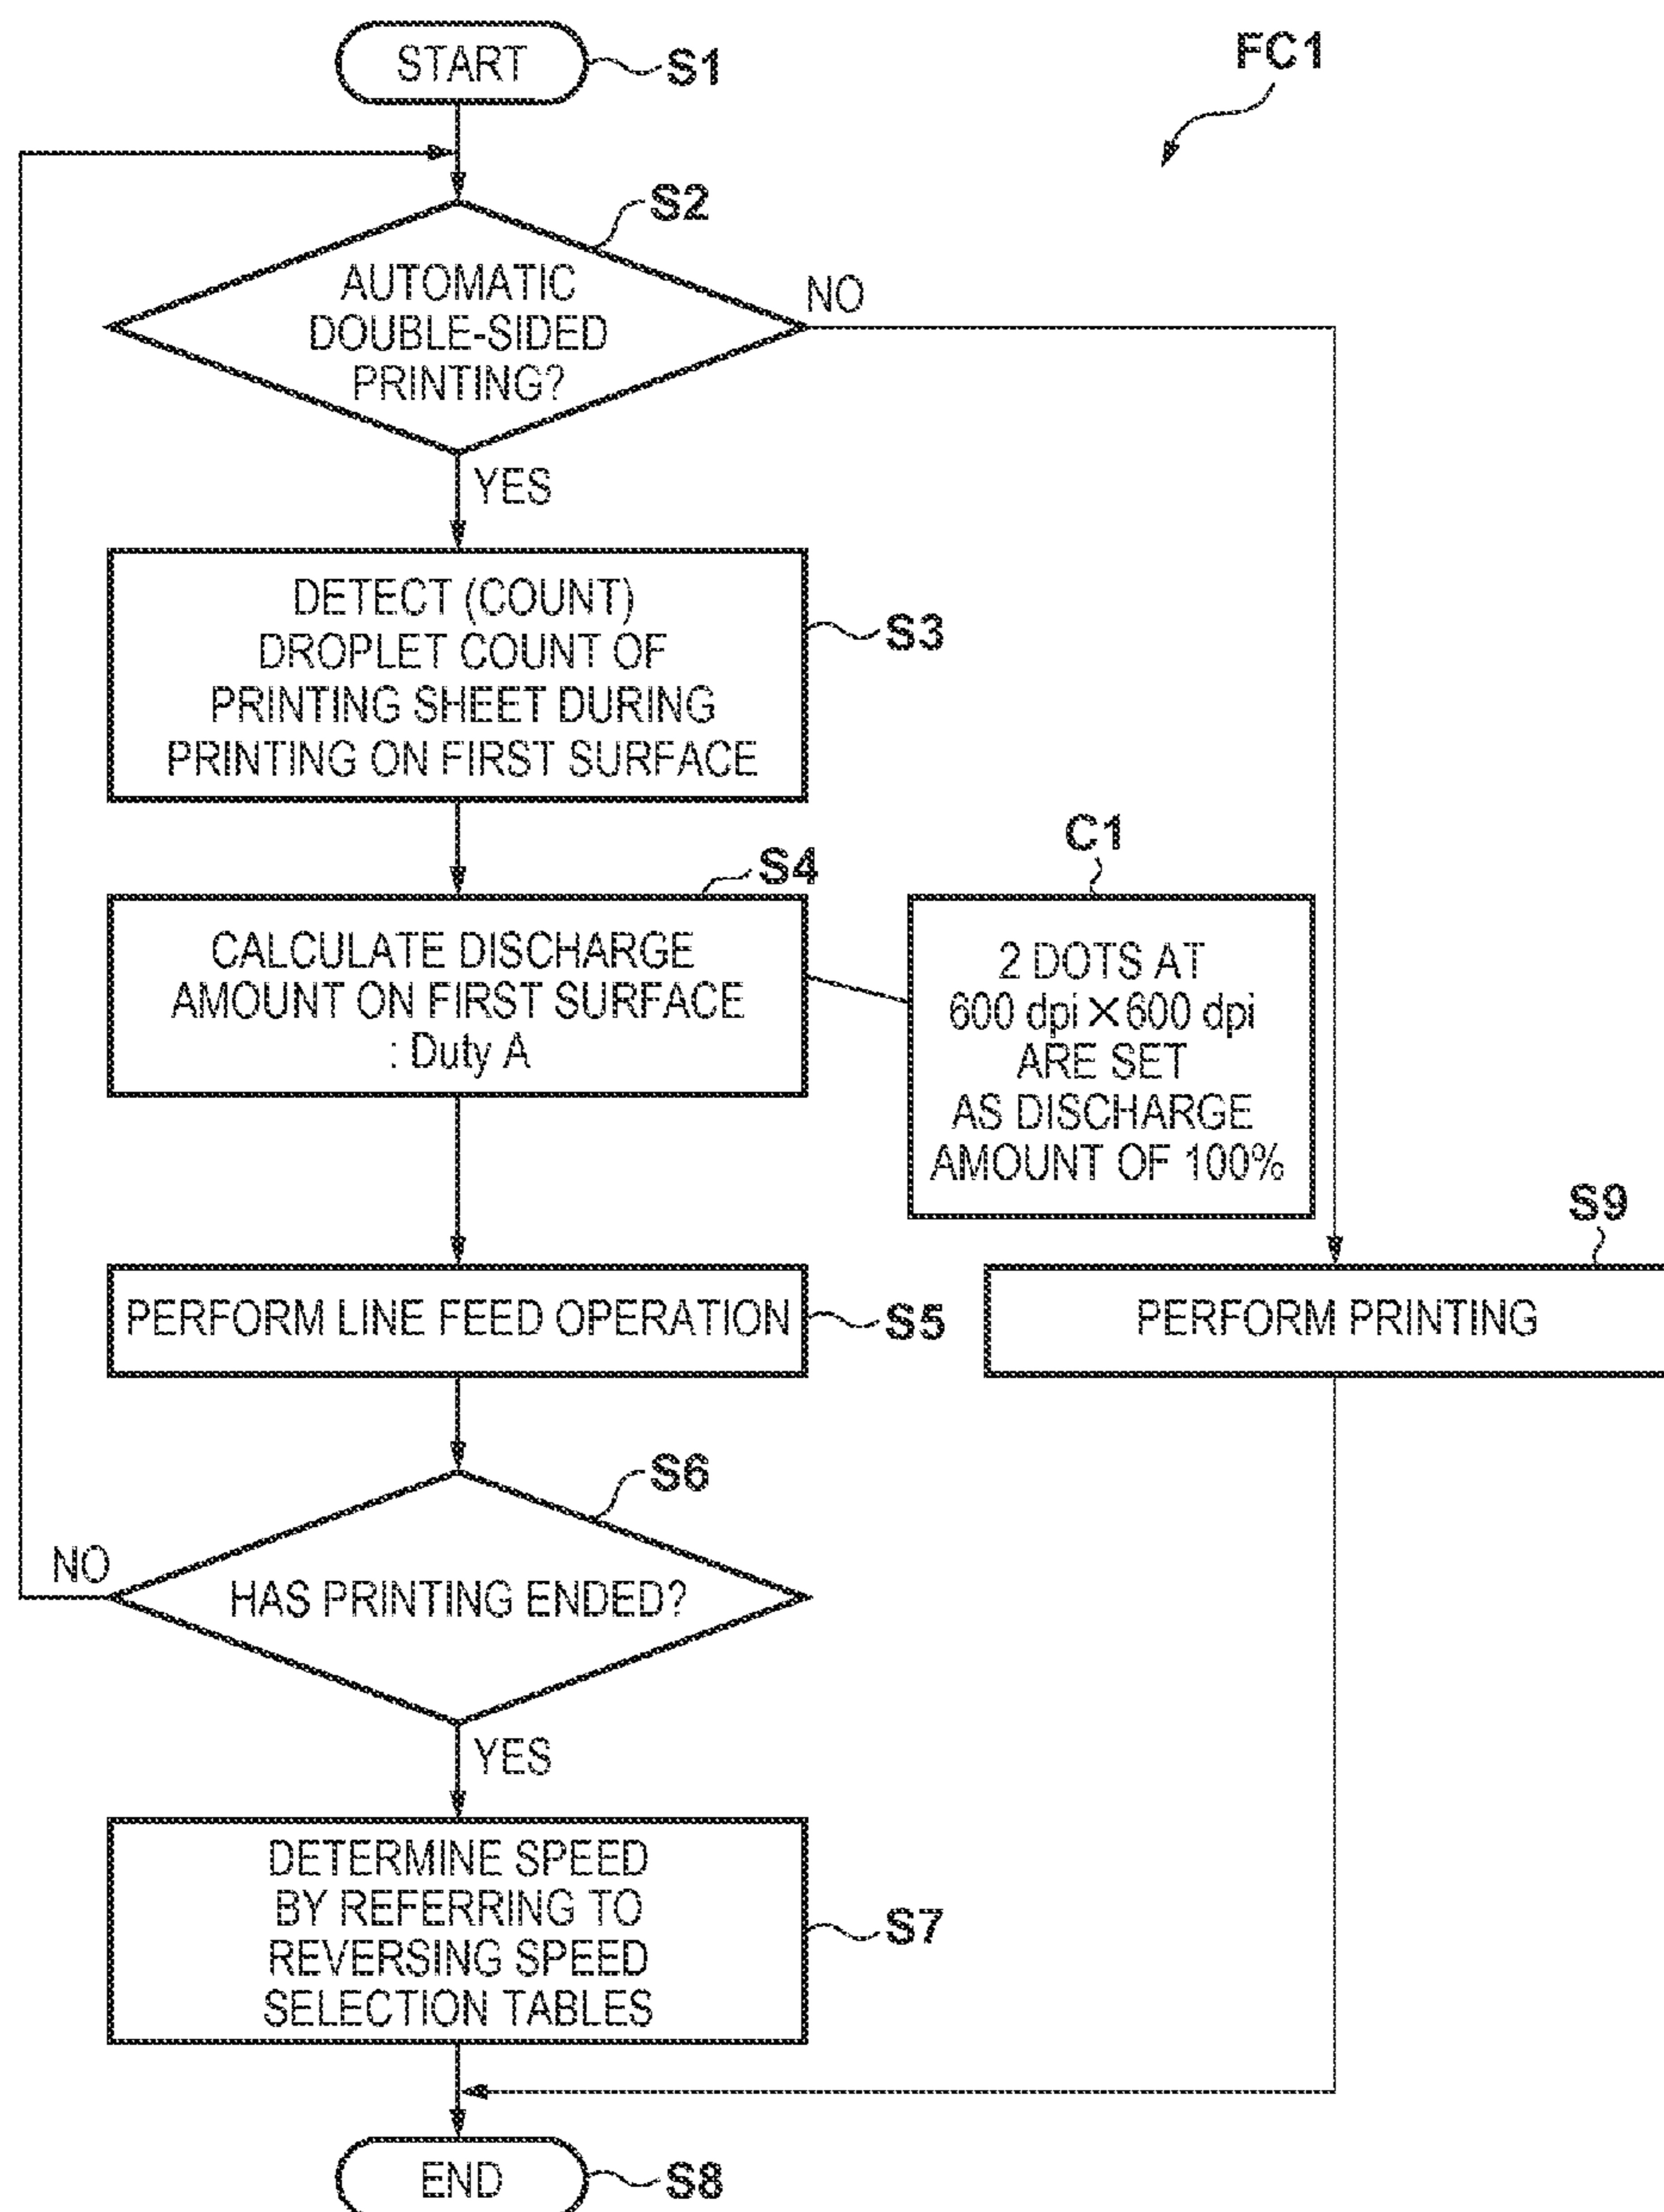 START
S1
FC1
S2
AUTOMATIC
DOUBLE-SIDED
PRINTING?
NO
YES
DETECT (COUNT)
DROPLET COUNT OF
PRINTING SHEET DURING
PRINTING ON FIRST SURFACE
S3
S4
CALCULATE DISCHARGE
AMOUNT ON FIRST SURFACE
: Duty A
C1
2 DOTS AT
600 dpi×600 dpi
ARE SET
AS DISCHARGE
AMOUNT OF 100%
PERFORM LINE FEED OPERATION
S5
S9
PERFORM PRINTING
S6
NO
HAS PRINTING ENDED?
YES
DETERMINE SPEED
BY REFERRING TO
REVERSING SPEED
SELECTION TABLES
S7
END
S8